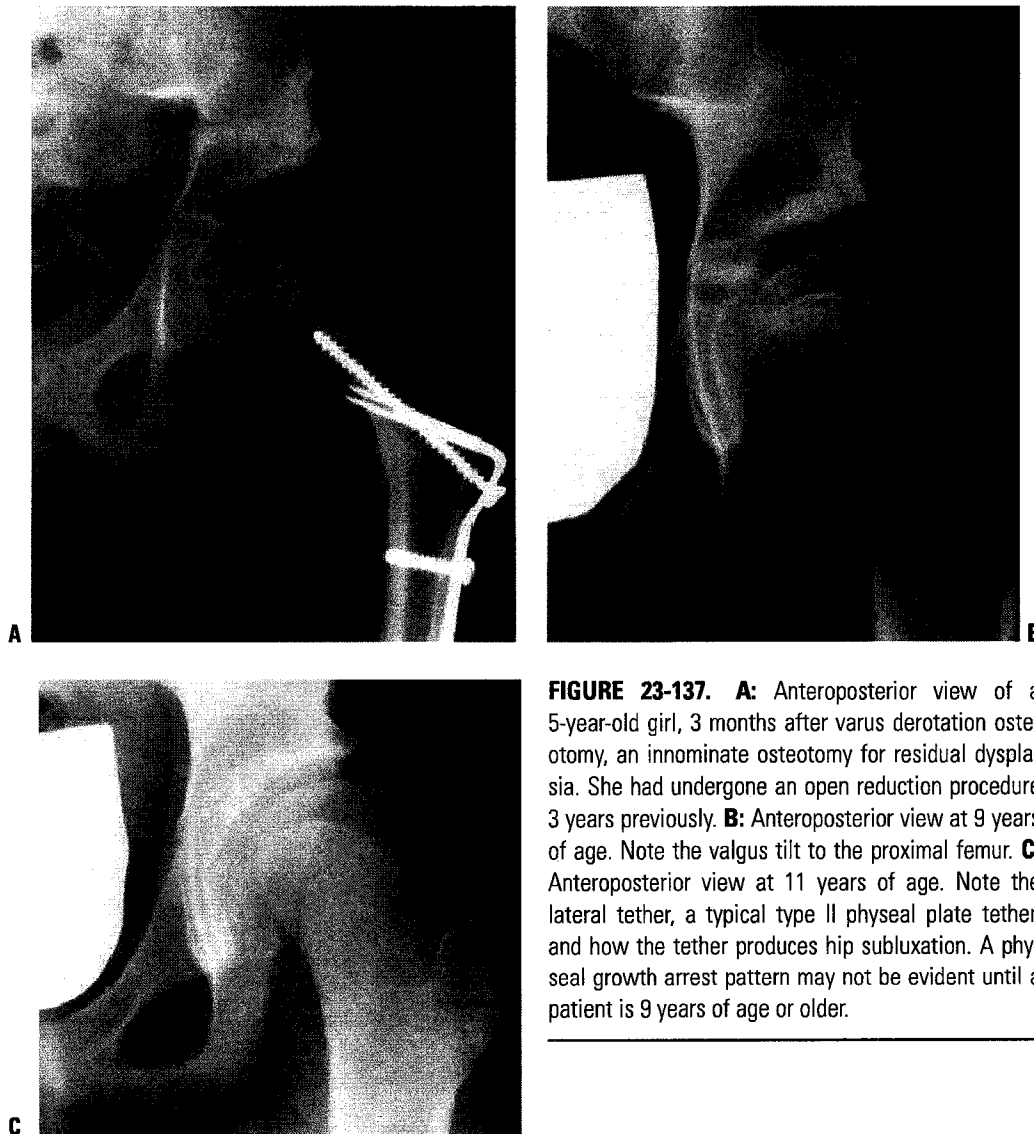 A
B
FIGURE 23-137. A: Anteroposterior view of a
5-year-old girl, 3 months after varus derotation oste
otomy, an innominate osteotomy for residual dyspla
sia. She had undergone an open reduction procedure
3 years previously. B: Anteroposterior view at 9 years
of age. Note the valgus tilt to the proximal femur. C
Anteroposterior view at 11 years of age. Note the
lateral tether, a typical type II physeal plate tether
and how the tether produces hip subluxation. A phy
seal growth arrest pattern may not be evident until a
patient is 9 years of age or older.
C